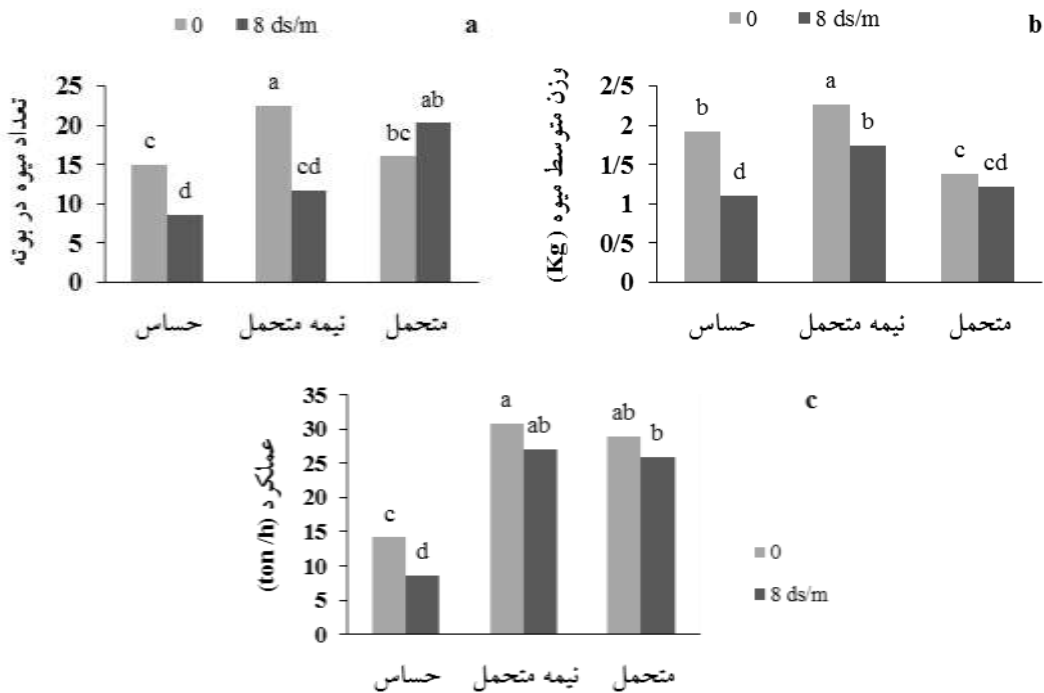 0 8 ds/m
a
تعداد میوه در بوته
25
20
15
10
5
0
c
d
a
cd
bc
ab
حساس نیمه متحمل متحمل
0 8 ds/m
b
وزن متوسط میوه (Kg)
2/5
2
1/5
1
0/5
0
b
d
a
b
c
cd
حساس نیمه متحمل متحمل
c
عملکرد (ton /h)
35
30
25
20
15
10
5
0
c
d
a
ab
ab
b
حساس نیمه متحمل متحمل
0
8 ds/m